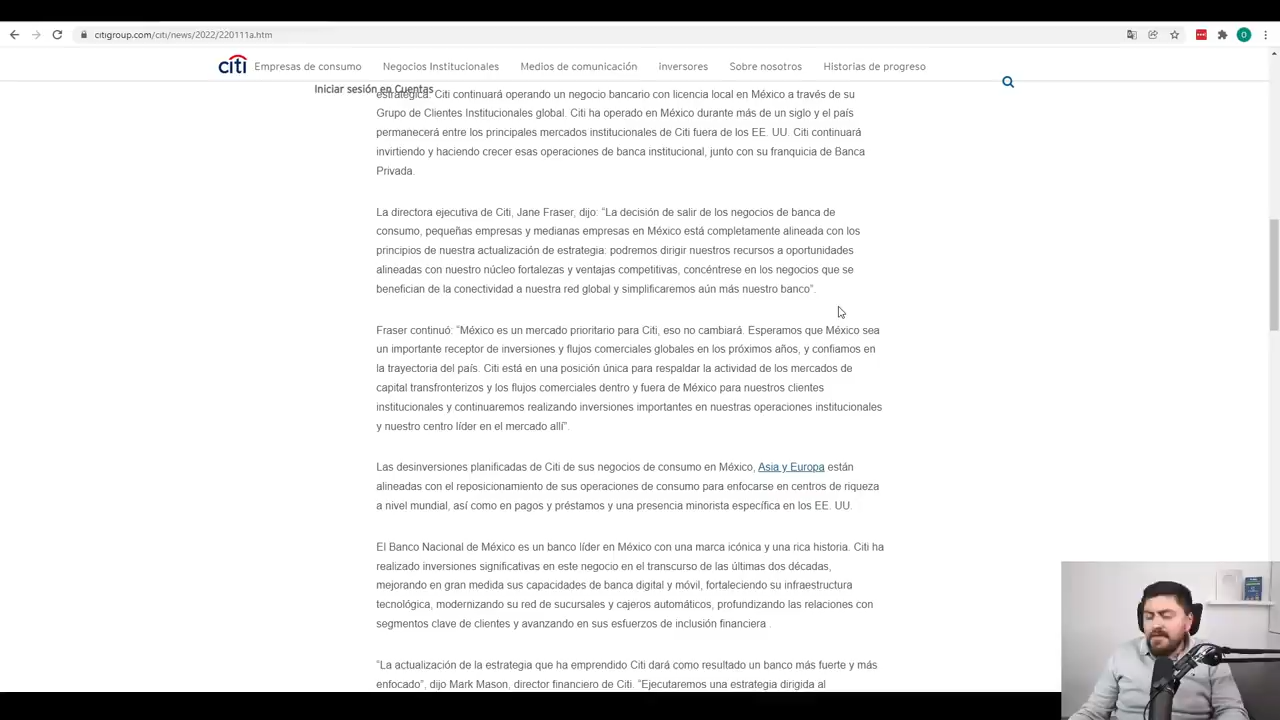 citigroup.com/citi/news/2022/220111a.htm
O
citi Empresas de consumo Negocios Institucionales Medios de comunicación inversores Sobre nosotros Historias de progreso
Iniciar sesión en Cuentas
estratégica. Citi continuará operando un negocio bancario con licencia local en México a través de su
Grupo de Clientes Institucionales global. Citi ha operado en México durante más de un siglo y el país
permanecerá entre los principales mercados institucionales de Citi fuera de los EE. UU. Citi continuará
invirtiendo y haciendo crecer esas operaciones de banca institucional, junto con su franquicia de Banca
Privada.
La directora ejecutiva de Citi, Jane Fraser, dijo: “La decisión de salir de los negocios de banca de
consumo, pequeñas empresas y medianas empresas en México está completamente alineada con los
principios de nuestra actualización de estrategia: podremos dirigir nuestros recursos a oportunidades
alineadas con nuestro núcleo fortalezas y ventajas competitivas, concéntrese en los negocios que se
benefician de la conectividad a nuestra red global y simplificaremos aún más nuestro banco”.
Fraser continuó: “México es un mercado prioritario para Citi, eso no cambiará. Esperamos que México sea
un importante receptor de inversiones y flujos comerciales globales en los próximos años, y confiamos en
la trayectoria del país. Citi está en una posición única para respaldar la actividad de los mercados de
capital transfronterizos y los flujos comerciales dentro y fuera de México para nuestros clientes
institucionales y continuaremos realizando inversiones importantes en nuestras operaciones institucionales
y nuestro centro líder en el mercado allí”.
Las desinversiones planificadas de Citi de sus negocios de consumo en México, Asia y Europa están
alineadas con el reposicionamiento de sus operaciones de consumo para enfocarse en centros de riqueza
a nivel mundial, así como en pagos y préstamos y una presencia minorista específica en los EE. UU.
El Banco Nacional de México es un banco líder en México con una marca icónica y una rica historia. Citi ha
realizado inversiones significativas en este negocio en el transcurso de las últimas dos décadas,
mejorando en gran medida sus capacidades de banca digital y móvil, fortaleciendo su infraestructura
tecnológica, modernizando su red de sucursales y cajeros automáticos, profundizando las relaciones con
segmentos clave de clientes y avanzando en sus esfuerzos de inclusión financiera .
“La actualización de la estrategia que ha emprendido Citi dará como resultado un banco más fuerte y más
enfocado”, dijo Mark Mason, director financiero de Citi. “Ejecutaremos una estrategia dirigida al